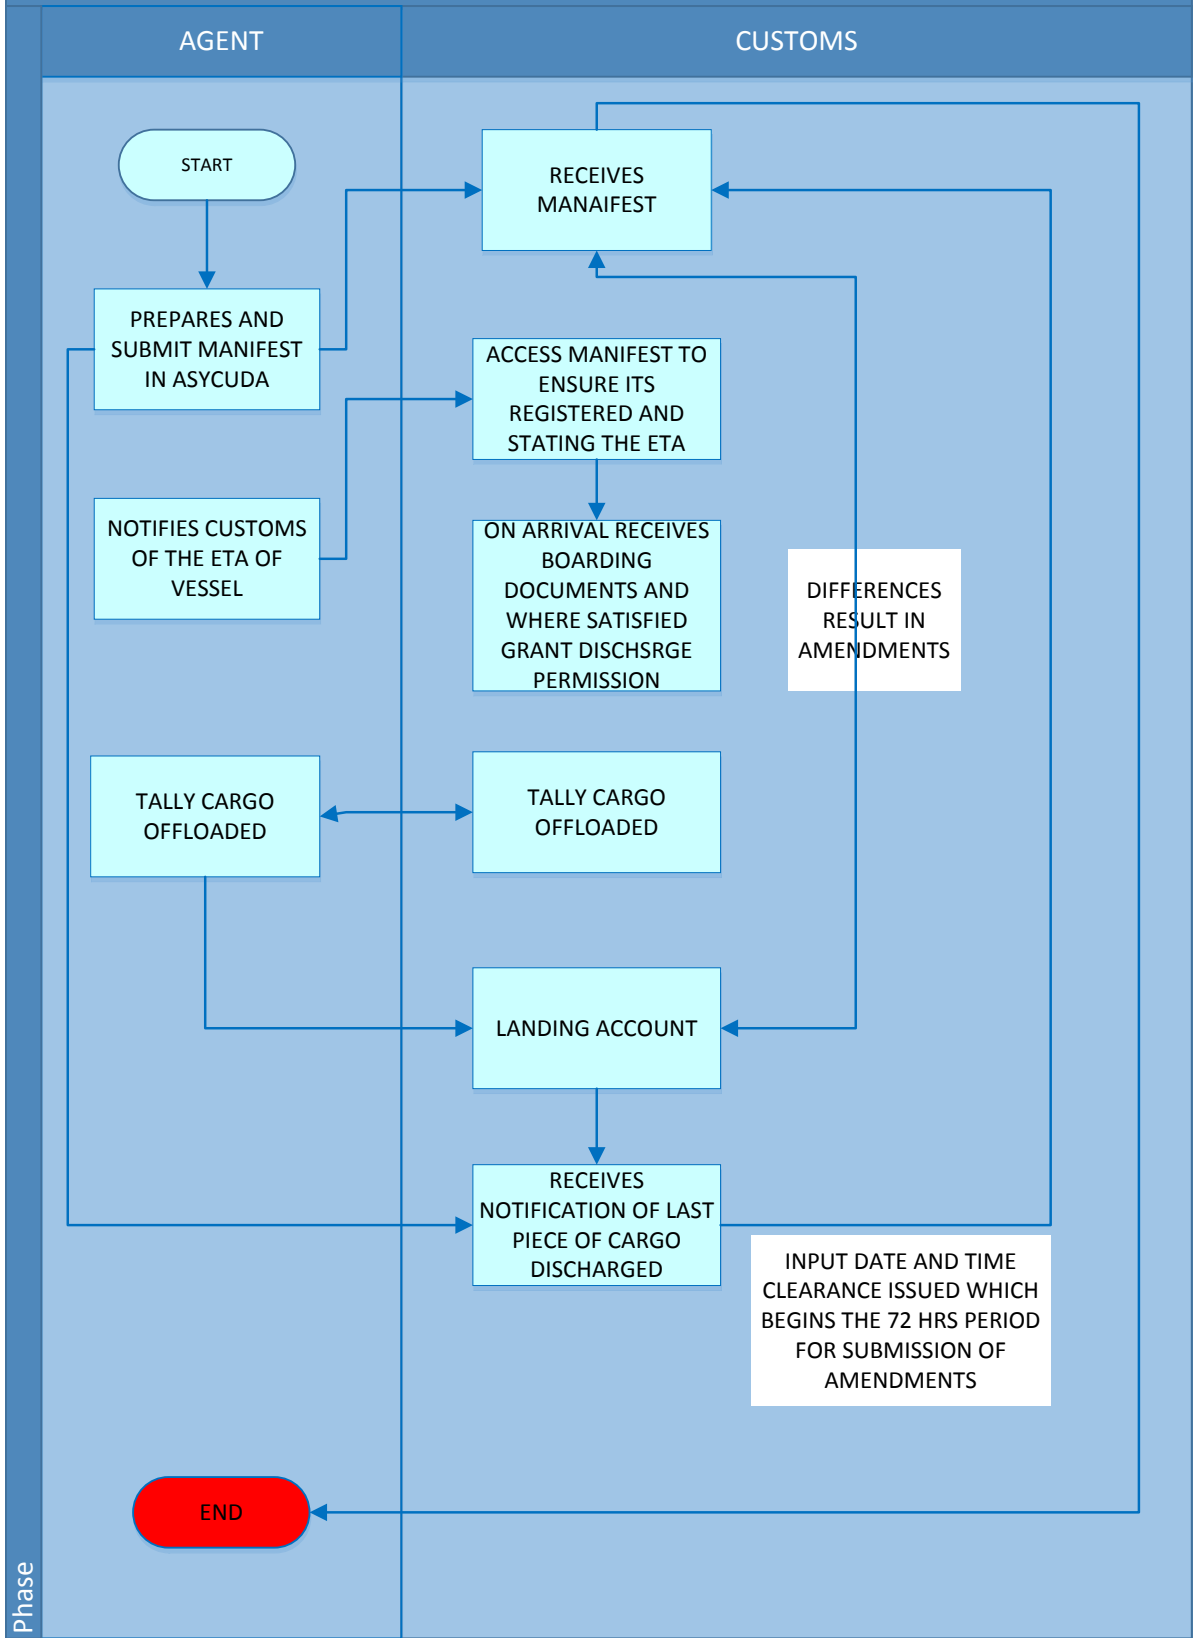 AGENT
CUSTOMS
START
RECEIVES
MANAIFEST
PREPARES AND
SUBMIT MANIFEST
IN ASYCUDA
ACCESS MANIFEST TO
ENSURE ITS
REGISTERED AND
STATING THE ETA
NOTIFIES CUSTOMS
OF THE ETA OF
VESSEL
ON ARRIVAL RECEIVES
BOARDING
DOCUMENTS AND
WHERE SATISFIED
GRANT DISCHSRGE
PERMISSION
DIFFERENCES
RESULT IN
AMENDMENTS
TALLY CARGO
OFFLOADED
TALLY CARGO
OFFLOADED
LANDING ACCOUNT
RECEIVES
NOTIFICATION OF LAST
PIECE OF CARGO
DISCHARGED
INPUT DATE AND TIME
CLEARANCE ISSUED WHICH
BEGINS THE 72 HRS PERIOD
FOR SUBMISSION OF
AMENDMENTS
END
Phase